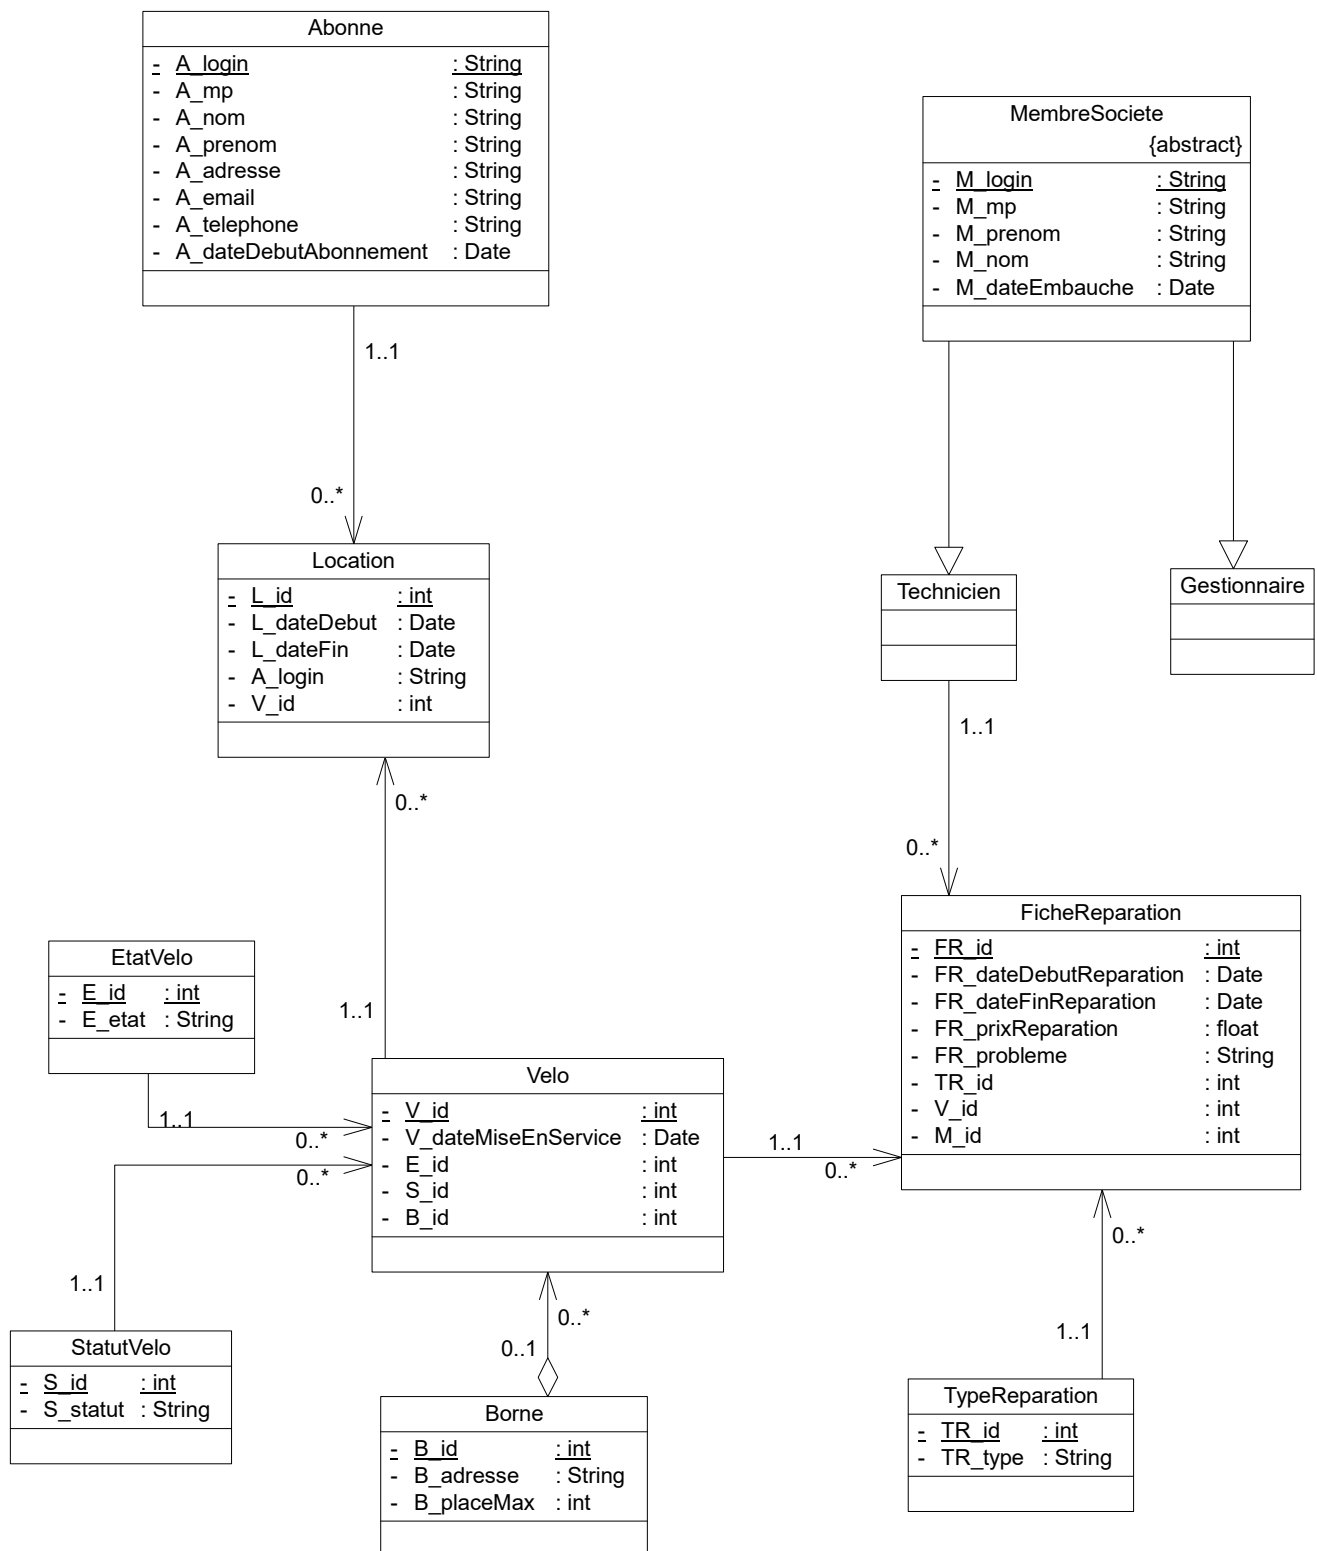 Abonne
- A_login : String
- A_mp : String
- A_nom : String
- A_prenom : String
- A_adresse : String
- A_email : String
- A_telephone : String
- A_dateDebutAbonnement : Date
MembreSociete
{abstract}
- M_login : String
- M_mp : String
- M_prenom : String
- M_nom : String
- M_dateEmbauche : Date
1..1
0..*
Location
- L_id : int
- L_dateDebut : Date
- L_dateFin : Date
- A_login : String
- V_id : int
Technicien
Gestionnaire
1..1
0..*
0..*
FicheReparation
- FR_id : int
- FR_dateDebutReparation : Date
- FR_dateFinReparation : Date
- FR_prixReparation : float
- FR_probleme : String
- TR_id : int
- V_id : int
- M_id : int
EtatVelo
- E_id : int
- E_etat : String
1..1
Velo
- V_id : int
- V_dateMiseEnService : Date
- E_id : int
- S_id : int
- B_id : int
1..1
0..*
0..*
1..1
0..*
1..1
StatutVelo
- S_id : int
- S_statut : String
0..*
0..1
Borne
- B_id : int
- B_adresse : String
- B_placeMax : int
0..*
1..1
TypeReparation
- TR_id : int
- TR_type : String